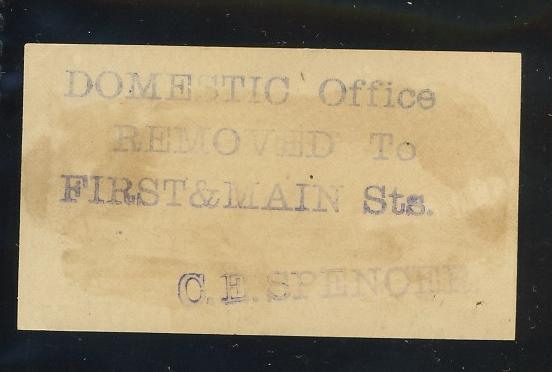 DOMESTIC Office
REMOVED To
FIRST&MAIN Sts.
C.E.SPENCER